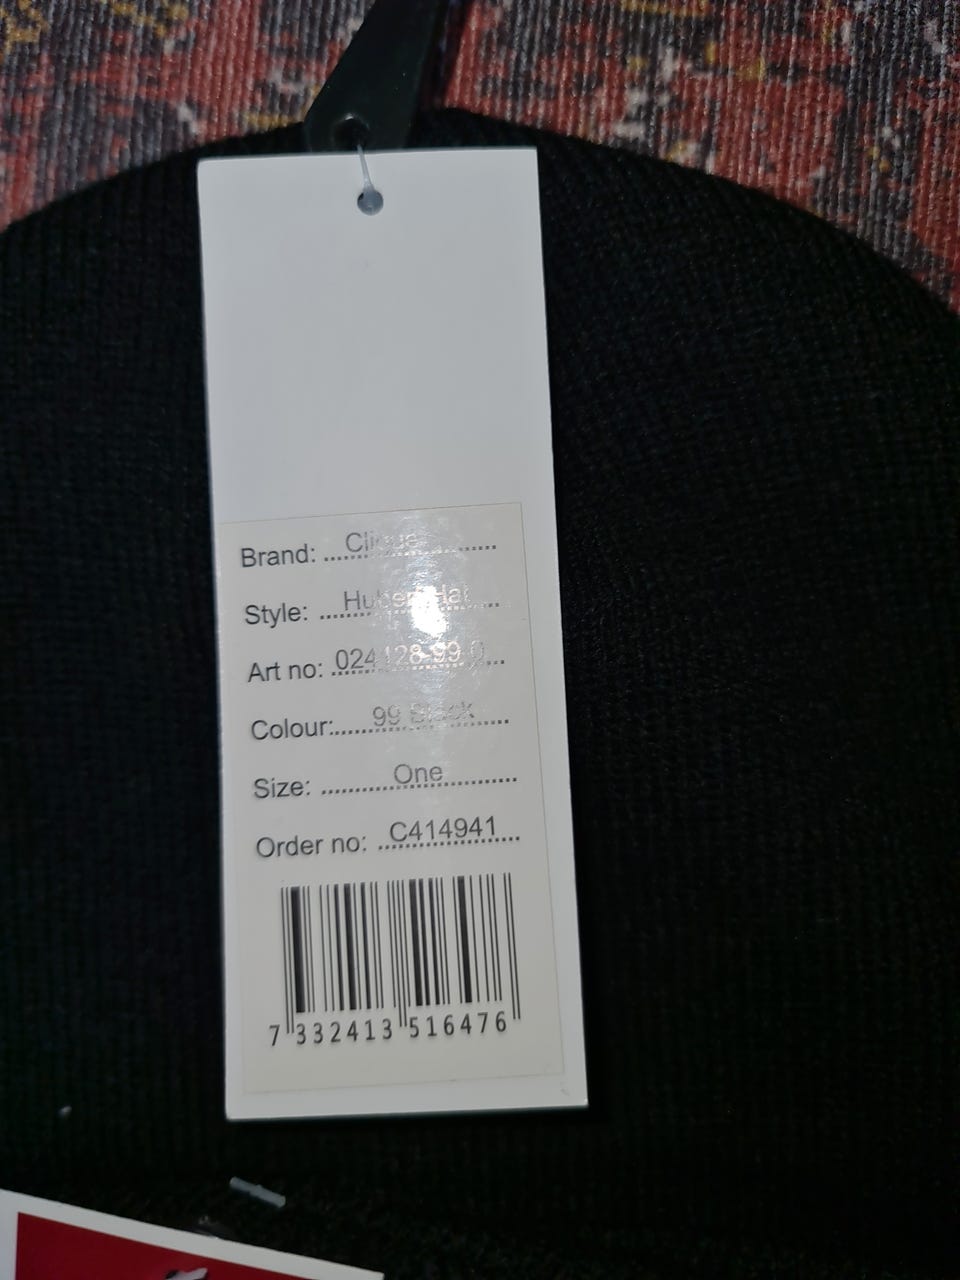 Brand: Clique
Style: Hubert Hat
Art no: 024128-99-0
Colour: 99 Black
Size: One
Order no: C414941
7 332413 516476